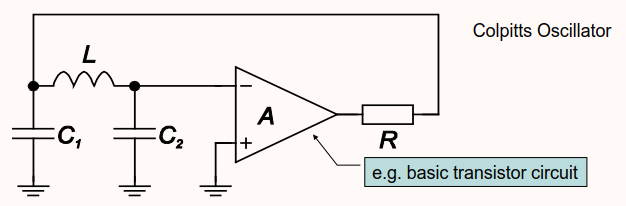 Colpitts Oscillator
L
C1
C2
−
A
+
R
e.g. basic transistor circuit